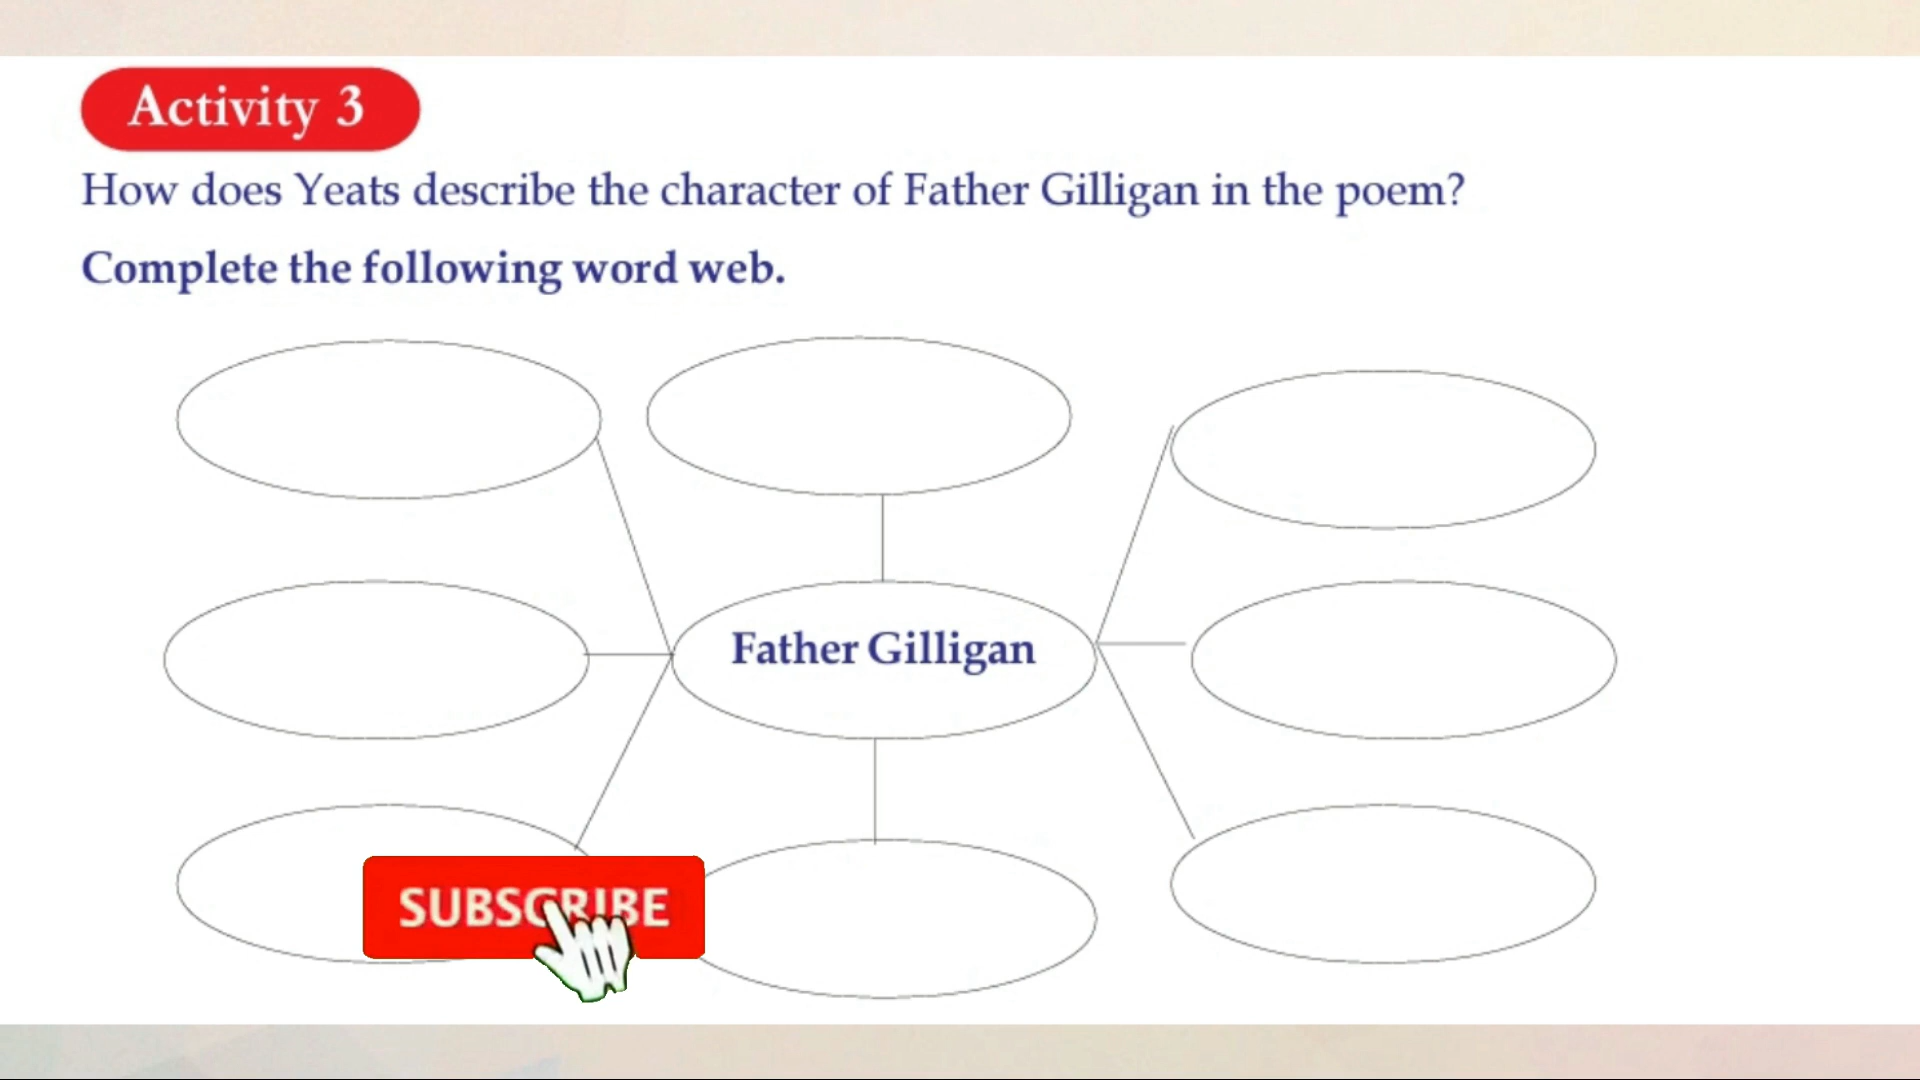 Activity 3
How does Yeats describe the character of Father Gilligan in the poem?
Complete the following word web.
Father Gilligan
SUBSCRIBE